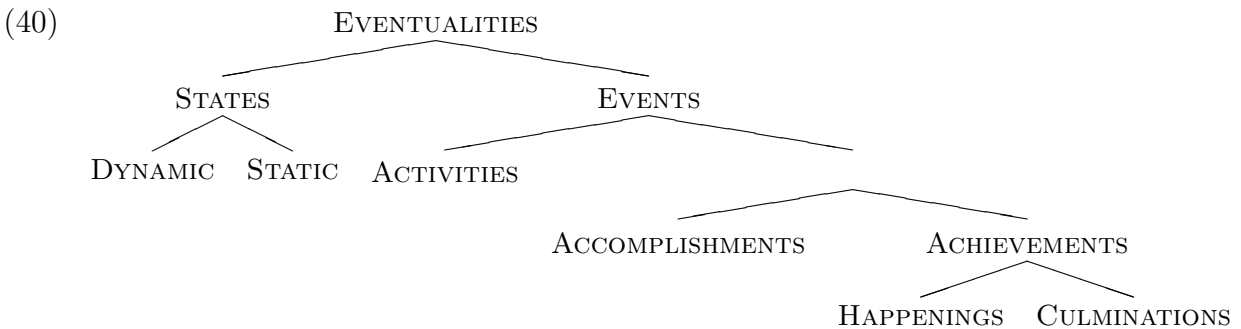 (40) EVENTUALITIES
STATES EVENTS
DYNAMIC STATIC ACTIVITIES
ACCOMPLISHMENTS ACHIEVEMENTS
HAPPENINGS CULMINATIONS